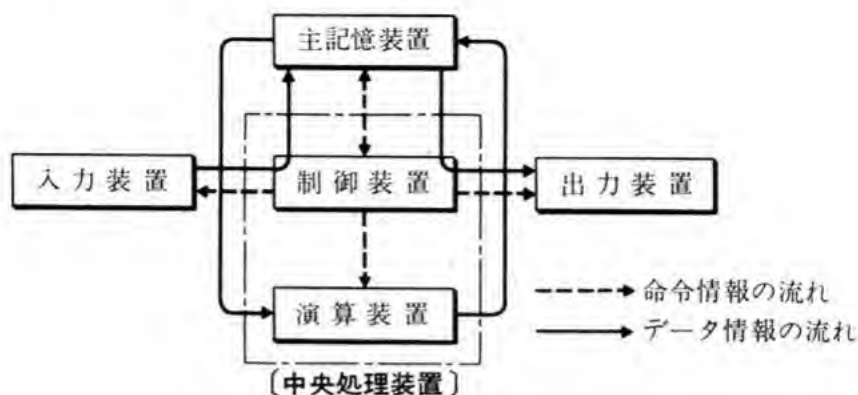 主記憶装置
入力装置
制御装置
出力装置
演算装置
命令情報の流れ
データ情報の流れ
〔中央処理装置〕